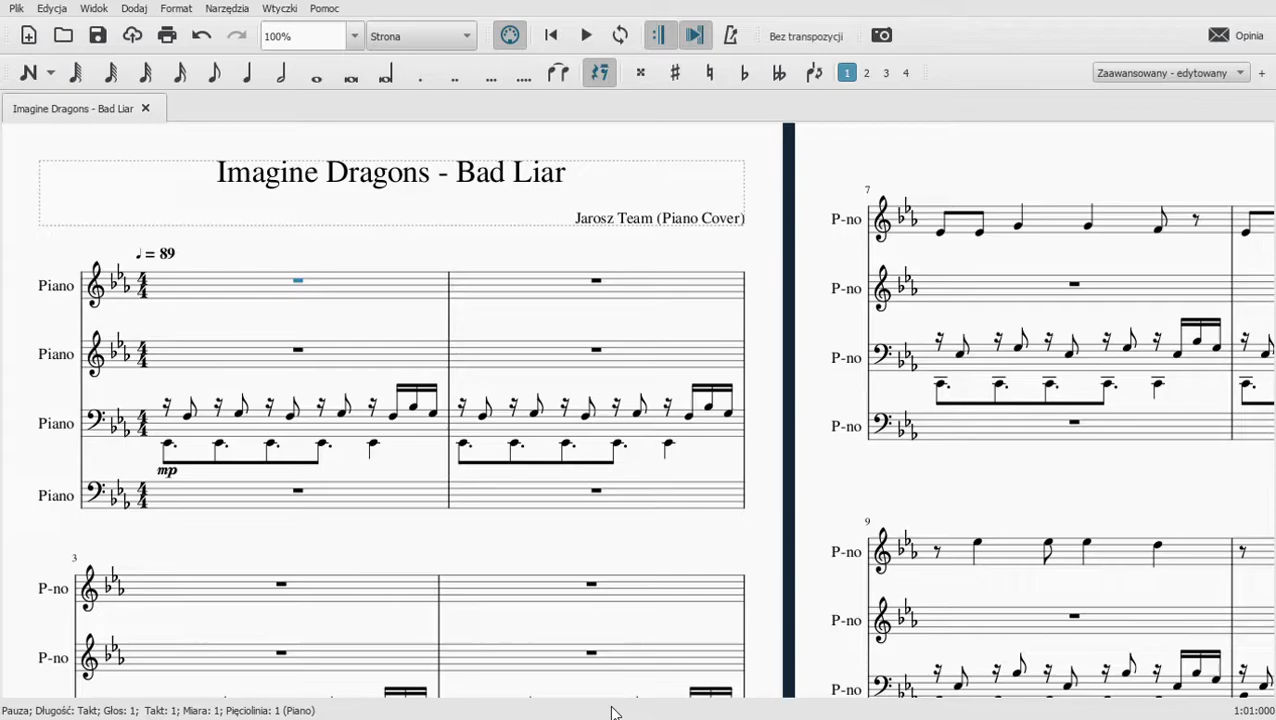 Plik Edycja Widok Dodaj Format Narzędzia Wtyczki Pomoc
100% Strona Bez transpozycji Opinia
1 2 3 4 Zaawansowany - edytowany +
Imagine Dragons - Bad Liar
Imagine Dragons - Bad Liar
Jarosz Team (Piano Cover)
= 89
Piano
Piano
Piano
mp
Piano
3
P-no
P-no
7
P-no
P-no
P-no
P-no
9
P-no
P-no
P-no
Pauza; Długość: Takt; Głos: 1; Takt: 1; Miara: 1; Pięciolinia: 1 (Piano) 1:01:000